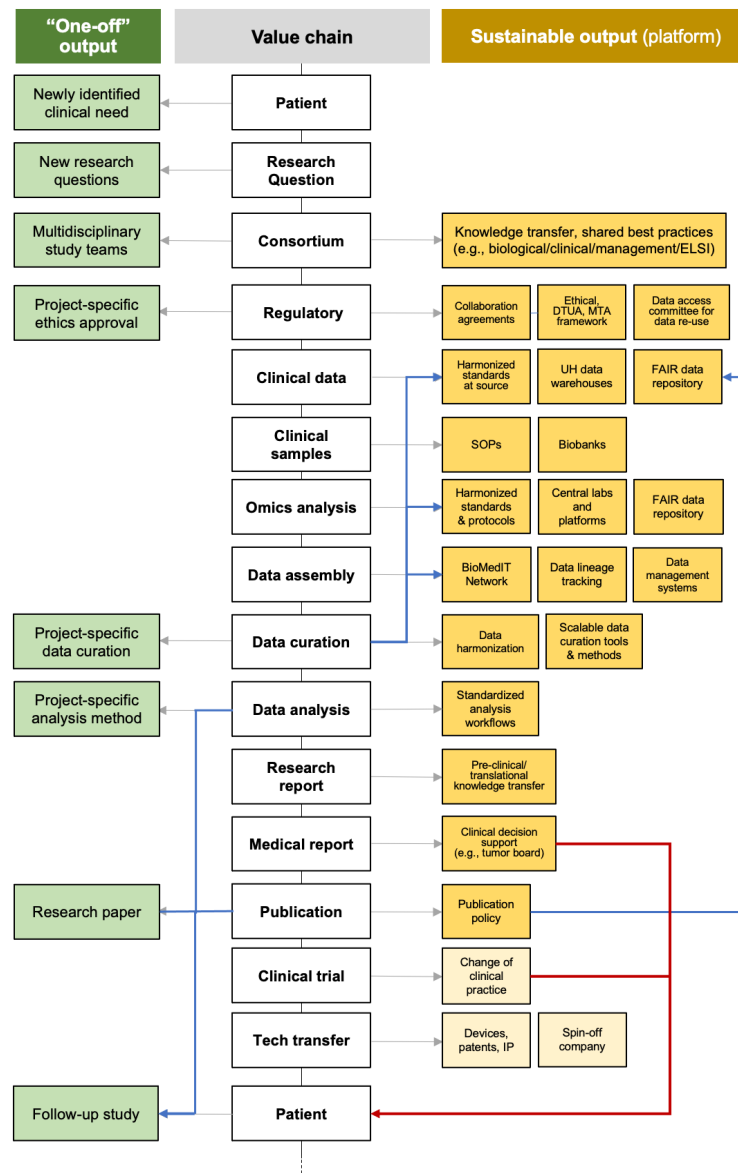 “One-off”
output
Value chain
Sustainable output (platform)
Newly identified
clinical need
Patient
New research
questions
Research
Question
Multidisciplinary
study teams
Consortium
Knowledge transfer, shared best practices
(e.g., biological/clinical/management/ELSI)
Project-specific
ethics approval
Regulatory
Collaboration
agreements
Ethical,
DTUA, MTA
framework
Data access
committee for
data re-use
Clinical data
Harmonized
standards
at source
UH data
warehouses
FAIR data
repository
Clinical
samples
SOPs
Biobanks
Omics analysis
Harmonized
standards
& protocols
Central labs
and
platforms
FAIR data
repository
Data assembly
BioMedIT
Network
Data lineage
tracking
Data
management
systems
Project-specific
data curation
Data curation
Data
harmonization
Scalable data
curation tools
& methods
Project-specific
analysis method
Data analysis
Standardized
analysis
workflows
Research
report
Pre-clinical/
translational
knowledge transfer
Medical report
Clinical decision
support
(e.g., tumor board)
Research paper
Publication
Publication
policy
Clinical trial
Change of
clinical
practice
Tech transfer
Devices,
patents, IP
Spin-off
company
Follow-up study
Patient